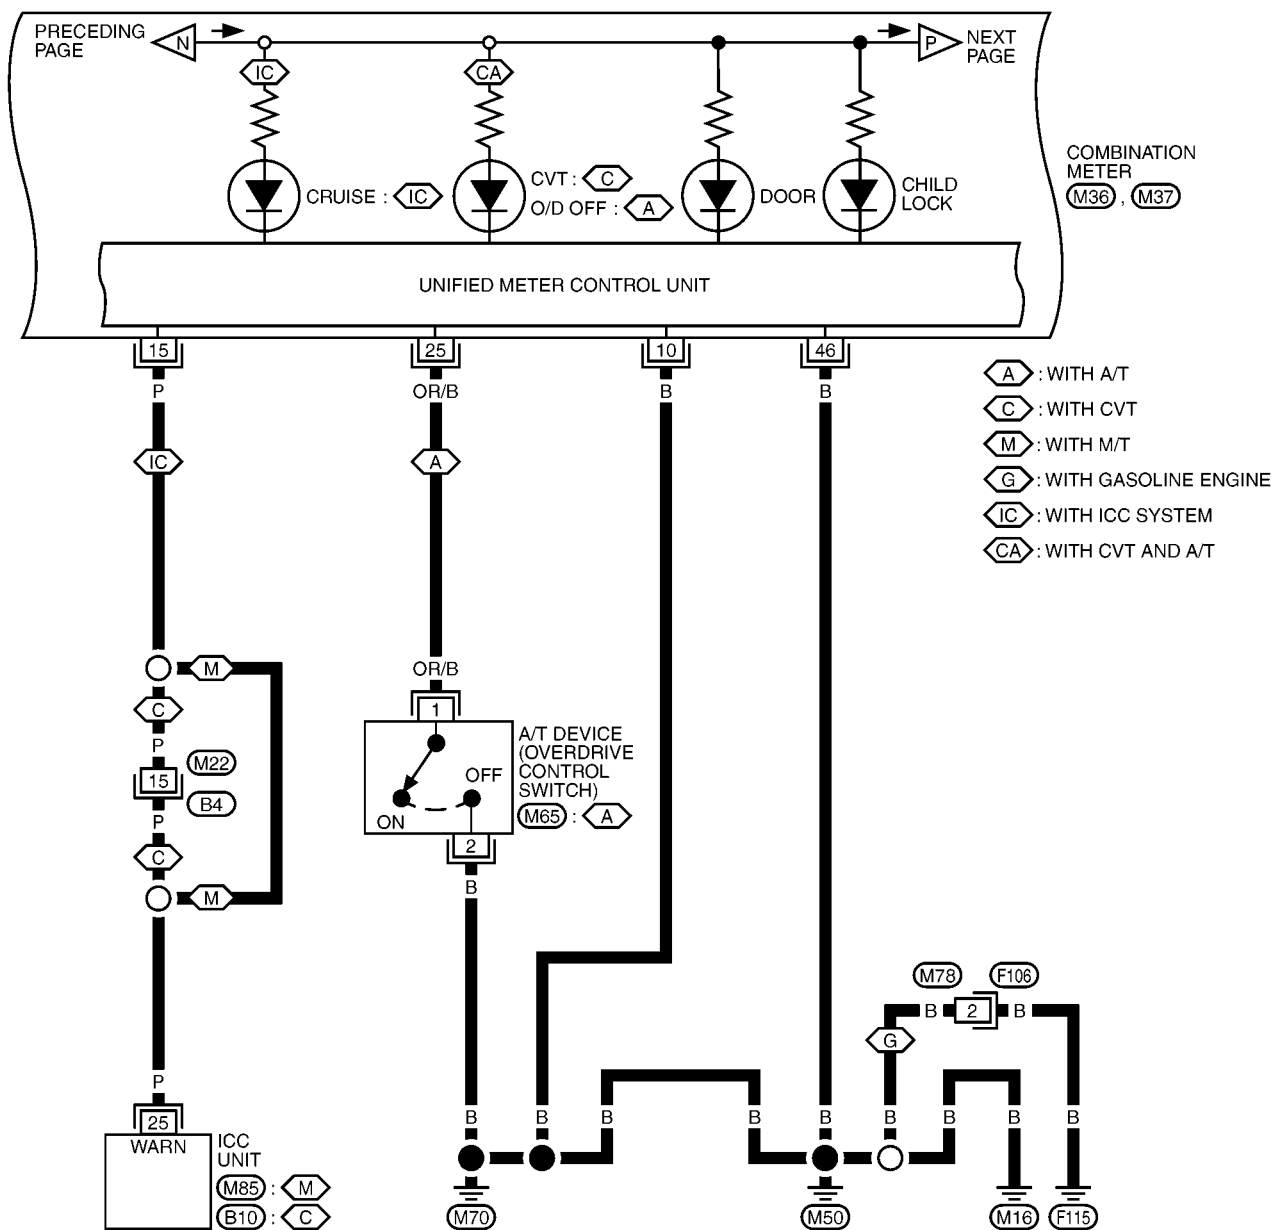 PRECEDING
PAGE
N
P
NEXT
PAGE
IC
CA
CRUISE : IC
CVT : C
O/D OFF : A
DOOR
CHILD
LOCK
COMBINATION
METER
M36 , M37
UNIFIED METER CONTROL UNIT
15
25
10
46
P
OR/B
B
B
A : WITH A/T
C : WITH CVT
M : WITH M/T
G : WITH GASOLINE ENGINE
IC : WITH ICC SYSTEM
CA : WITH CVT AND A/T
IC
A
M
OR/B
C
1
P
M22
15
B4
P
C
M
A/T DEVICE
(OVERDRIVE
CONTROL
SWITCH)
M65 : A
OFF
ON
2
B
M78
F106
B
2
B
G
P
B
B
B
B
B
B
B
B
B
B
25
WARN
ICC
UNIT
M85 : M
B10 : C
M70
M50
M16
F115